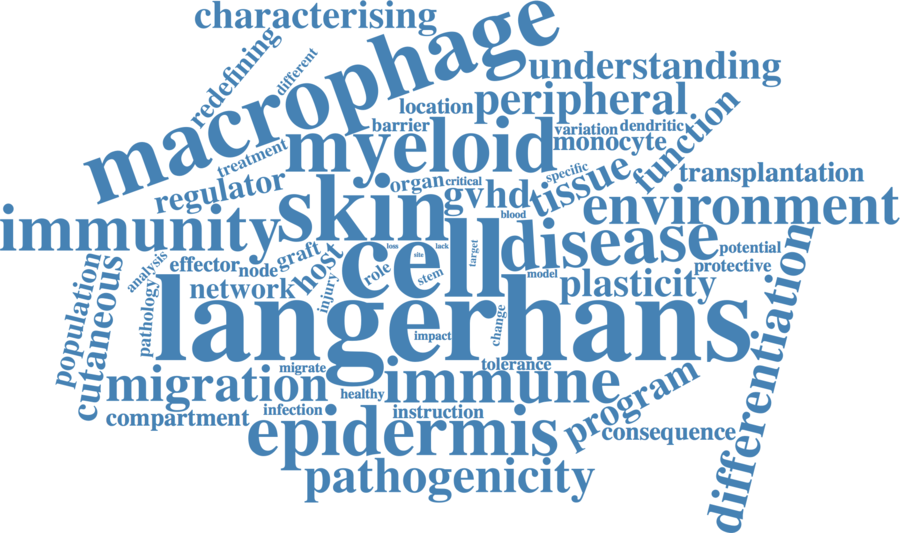 characterising
redefining
different
macrophage
understanding
location
peripheral
barrier
variation
dendritic
function
treatment
myeloid
monocyte
specific
tissue
transplantation
regulator
organ
critical
gvhd
skin
blood
environment
immunity
disease
cell
loss
lack
site
target
potential
protective
analysis
effector
node
graft
host
role
stem
model
population
cutaneous
pathology
network
injury
plasticity
langerhans
change
impact
differentiation
tolerance
migrate
migration
healthy
immune
program
compartment
infection
instruction
epidermis
consequence
pathogenicity